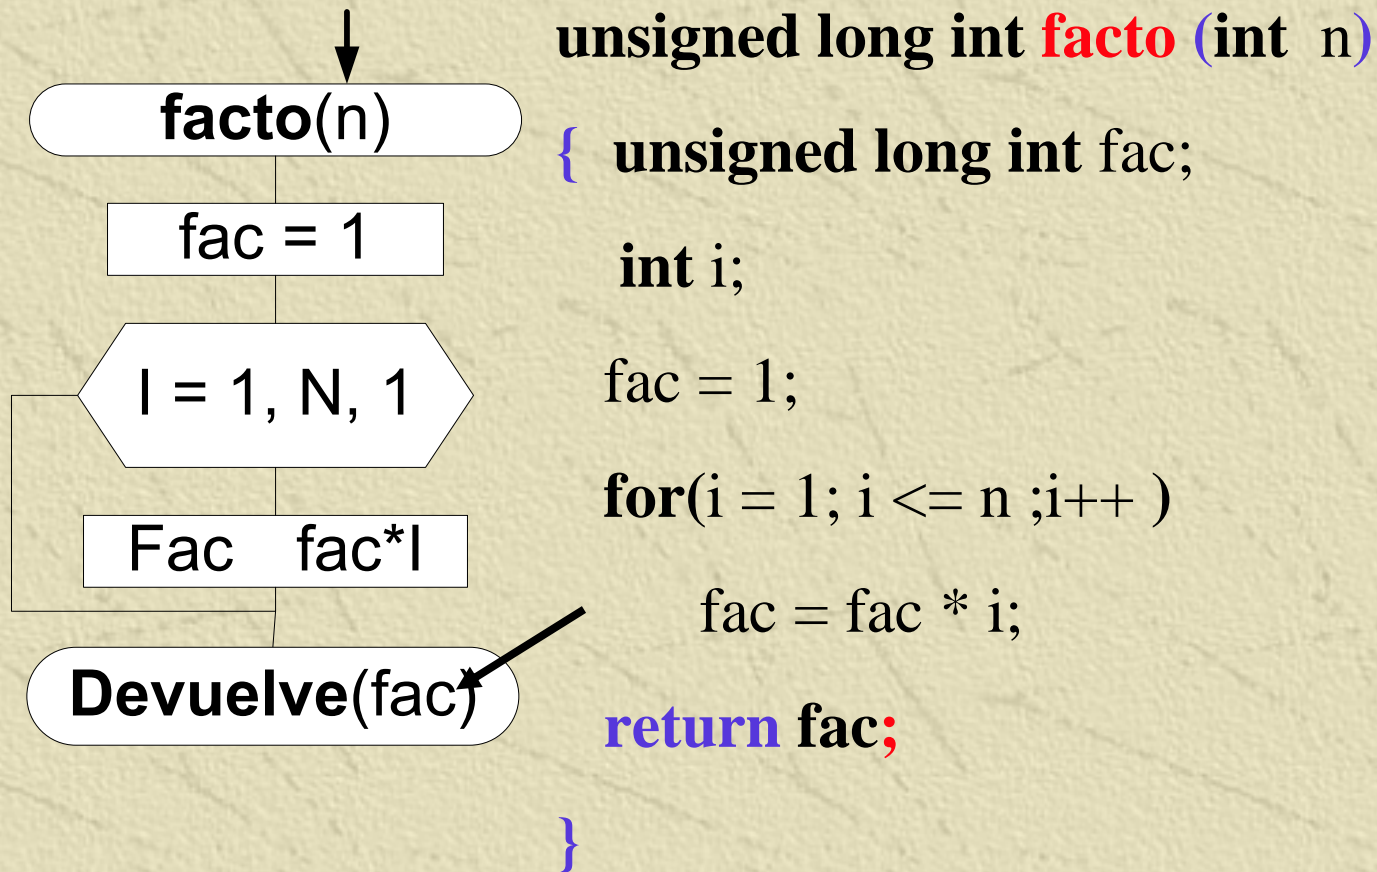 facto(n)
fac = 1
I = 1, N, 1
Fac fac*I
Devuelve(fac)
unsigned long int facto (int n)
{ unsigned long int fac;
int i;
fac = 1;
for(i = 1; i <= n ;i++ )
fac = fac * i;
return fac;
}